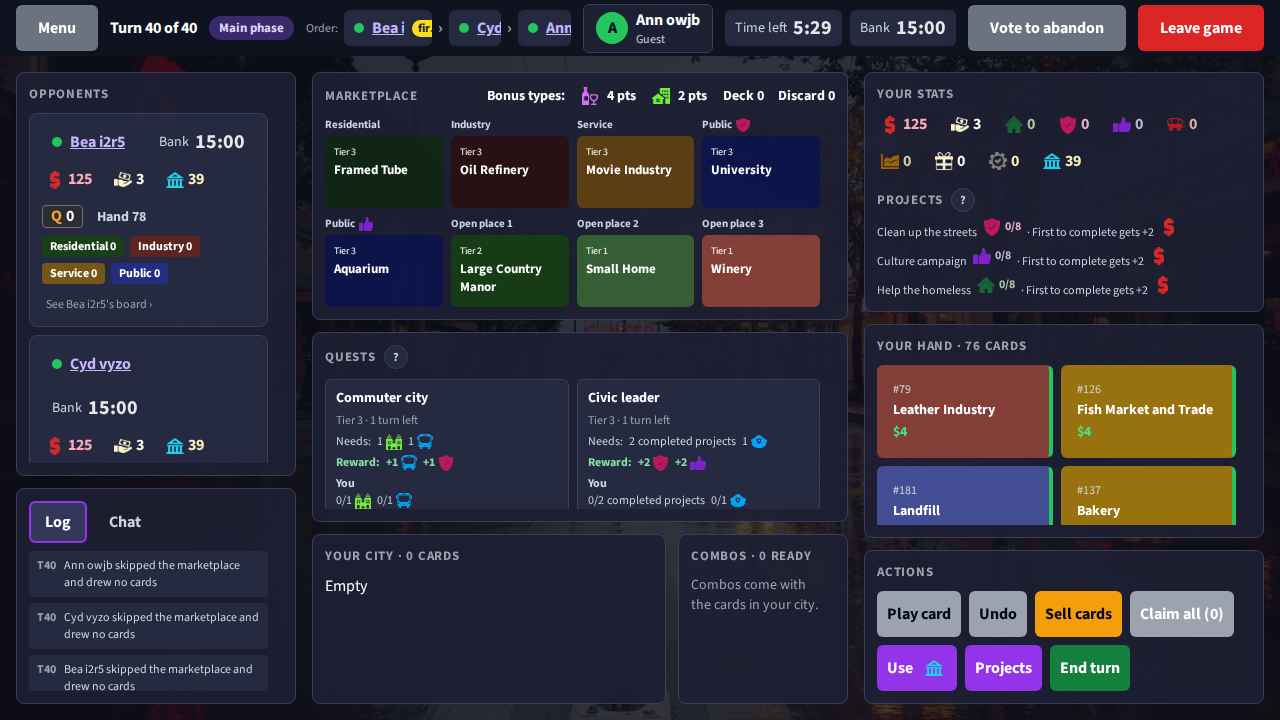 Menu
Turn 40 of 40
Main phase
Order:
Bea i
fir
›
Cyd
›
Ann
A
Ann owjb
Guest
Time left 5:29
Bank 15:00
Vote to abandon
Leave game
OPPONENTS
Bea i2r5
Bank 15:00
125 3 39
Q 0
Hand 78
Residential 0
Industry 0
Service 0
Public 0
See Bea i2r5's board ›
Cyd vyzo
Bank 15:00
125 3 39
Log
Chat
T40 Ann owjb skipped the marketplace
and drew no cards
T40 Cyd vyzo skipped the marketplace and
drew no cards
T40 Bea i2r5 skipped the marketplace and
drew no cards
MARKETPLACE
Bonus types: 4 pts 2 pts Deck 0 Discard 0
Residential
Tier 3
Framed Tube
Industry
Tier 3
Oil Refinery
Service
Tier 3
Movie Industry
Public
Tier 3
University
Public
Tier 3
Aquarium
Open place 1
Tier 2
Large Country
Manor
Open place 2
Tier 1
Small Home
Open place 3
Tier 1
Winery
QUESTS ?
Commuter city
Tier 3 · 1 turn left
Needs: 1 1
Reward: +1 +1
You
0/1 0/1
Civic leader
Tier 3 · 1 turn left
Needs: 2 completed projects 1
Reward: +2 +2
You
0/2 completed projects 0/1
YOUR CITY · 0 CARDS
Empty
COMBOS · 0 READY
Combos come with
the cards in your city.
YOUR STATS
125 3 0 0 0 0
0 0 0 39
PROJECTS ?
Clean up the streets 0/8 · First to complete gets +2
Culture campaign 0/8 · First to complete gets +2
Help the homeless 0/8 · First to complete gets +2
YOUR HAND · 76 CARDS
#79
Leather Industry
$4
#126
Fish Market and Trade
$4
#181
Landfill
#137
Bakery
ACTIONS
Play card
Undo
Sell cards
Claim all (0)
Use
Projects
End turn